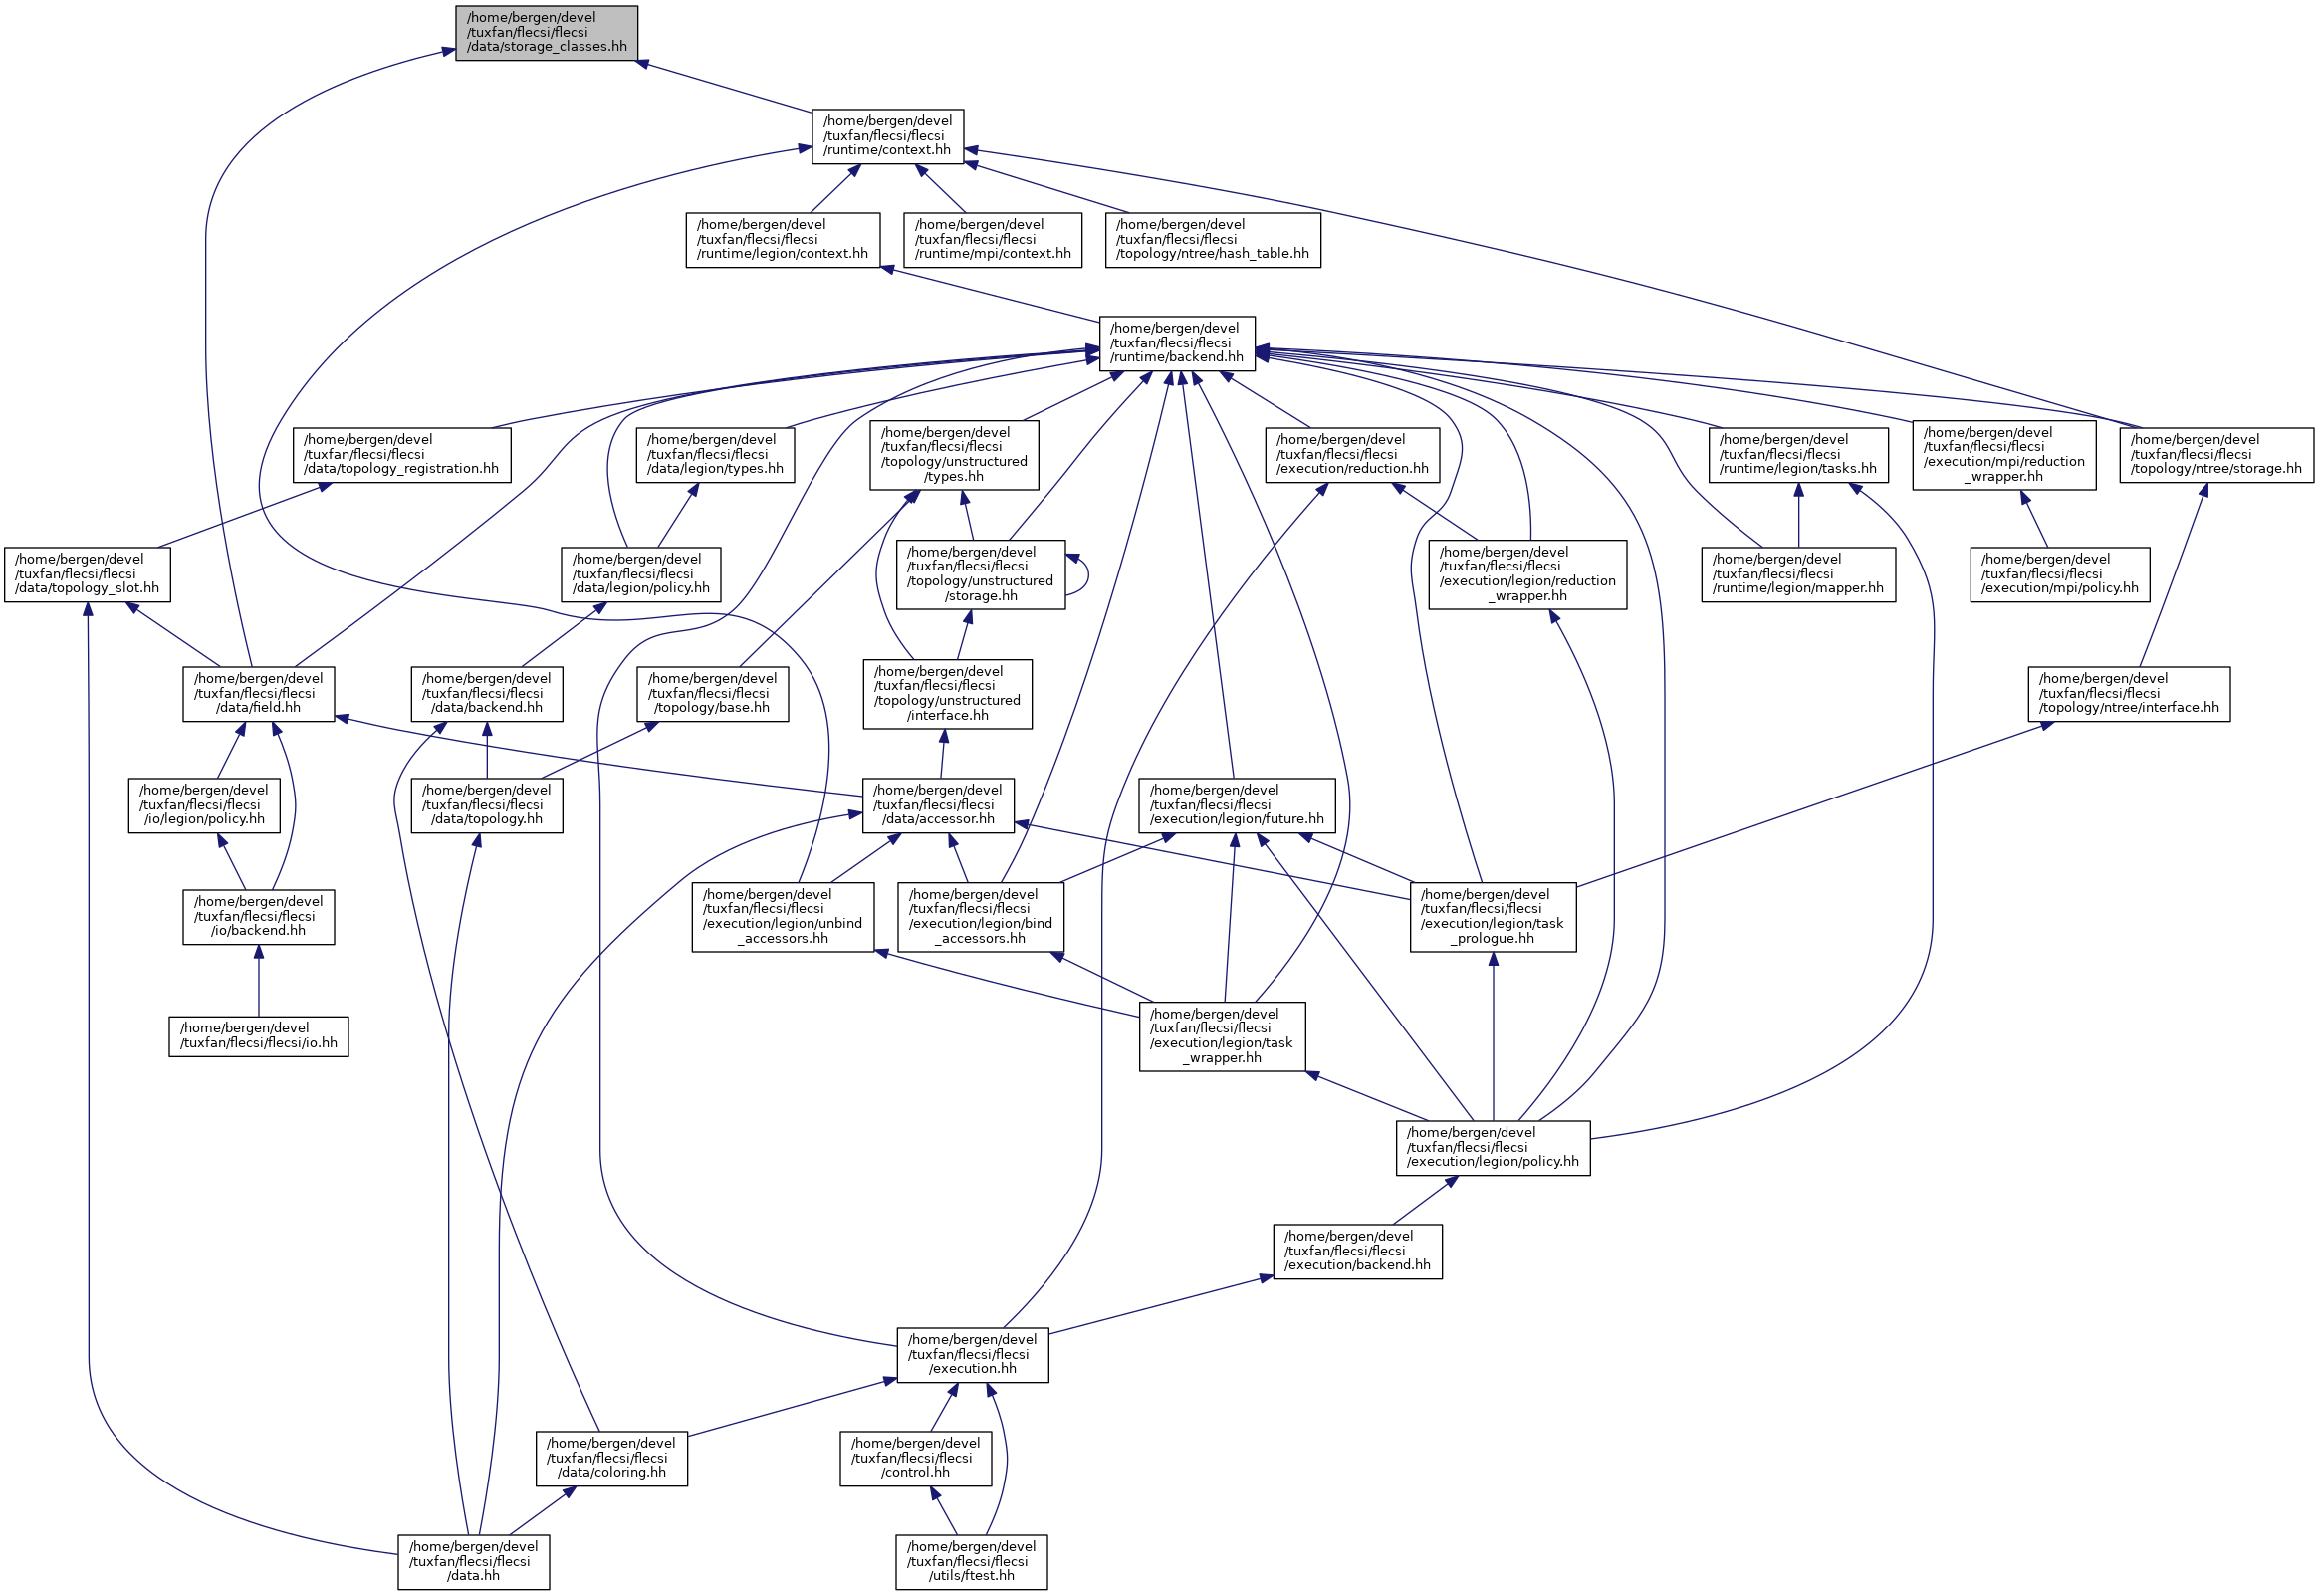 /home/bergen/devel
/tuxfan/flecsi/flecsi
/data/storage_classes.hh
/home/bergen/devel
/tuxfan/flecsi/flecsi
/runtime/context.hh
/home/bergen/devel
/tuxfan/flecsi/flecsi
/runtime/legion/context.hh
/home/bergen/devel
/tuxfan/flecsi/flecsi
/runtime/mpi/context.hh
/home/bergen/devel
/tuxfan/flecsi/flecsi
/topology/ntree/hash_table.hh
/home/bergen/devel
/tuxfan/flecsi/flecsi
/runtime/backend.hh
/home/bergen/devel
/tuxfan/flecsi/flecsi
/data/topology_registration.hh
/home/bergen/devel
/tuxfan/flecsi/flecsi
/data/legion/types.hh
/home/bergen/devel
/tuxfan/flecsi/flecsi
/topology/unstructured
/types.hh
/home/bergen/devel
/tuxfan/flecsi/flecsi
/execution/reduction.hh
/home/bergen/devel
/tuxfan/flecsi/flecsi
/runtime/legion/tasks.hh
/home/bergen/devel
/tuxfan/flecsi/flecsi
/execution/mpi/reduction
_wrapper.hh
/home/bergen/devel
/tuxfan/flecsi/flecsi
/topology/ntree/storage.hh
/home/bergen/devel
/tuxfan/flecsi/flecsi
/data/topology_slot.hh
/home/bergen/devel
/tuxfan/flecsi/flecsi
/data/legion/policy.hh
/home/bergen/devel
/tuxfan/flecsi/flecsi
/topology/unstructured
/storage.hh
/home/bergen/devel
/tuxfan/flecsi/flecsi
/execution/legion/reduction
_wrapper.hh
/home/bergen/devel
/tuxfan/flecsi/flecsi
/runtime/legion/mapper.hh
/home/bergen/devel
/tuxfan/flecsi/flecsi
/execution/mpi/policy.hh
/home/bergen/devel
/tuxfan/flecsi/flecsi
/data/field.hh
/home/bergen/devel
/tuxfan/flecsi/flecsi
/data/backend.hh
/home/bergen/devel
/tuxfan/flecsi/flecsi
/topology/base.hh
/home/bergen/devel
/tuxfan/flecsi/flecsi
/topology/unstructured
/interface.hh
/home/bergen/devel
/tuxfan/flecsi/flecsi
/topology/ntree/interface.hh
/home/bergen/devel
/tuxfan/flecsi/flecsi
/io/legion/policy.hh
/home/bergen/devel
/tuxfan/flecsi/flecsi
/data/topology.hh
/home/bergen/devel
/tuxfan/flecsi/flecsi
/data/accessor.hh
/home/bergen/devel
/tuxfan/flecsi/flecsi
/execution/legion/future.hh
/home/bergen/devel
/tuxfan/flecsi/flecsi
/io/backend.hh
/home/bergen/devel
/tuxfan/flecsi/flecsi
/execution/legion/unbind
_accessors.hh
/home/bergen/devel
/tuxfan/flecsi/flecsi
/execution/legion/bind
_accessors.hh
/home/bergen/devel
/tuxfan/flecsi/flecsi
/execution/legion/task
_prologue.hh
/home/bergen/devel
/tuxfan/flecsi/flecsi/io.hh
/home/bergen/devel
/tuxfan/flecsi/flecsi
/execution/legion/task
_wrapper.hh
/home/bergen/devel
/tuxfan/flecsi/flecsi
/execution/legion/policy.hh
/home/bergen/devel
/tuxfan/flecsi/flecsi
/execution/backend.hh
/home/bergen/devel
/tuxfan/flecsi/flecsi
/execution.hh
/home/bergen/devel
/tuxfan/flecsi/flecsi
/data/coloring.hh
/home/bergen/devel
/tuxfan/flecsi/flecsi
/control.hh
/home/bergen/devel
/tuxfan/flecsi/flecsi
/data.hh
/home/bergen/devel
/tuxfan/flecsi/flecsi
/utils/ftest.hh